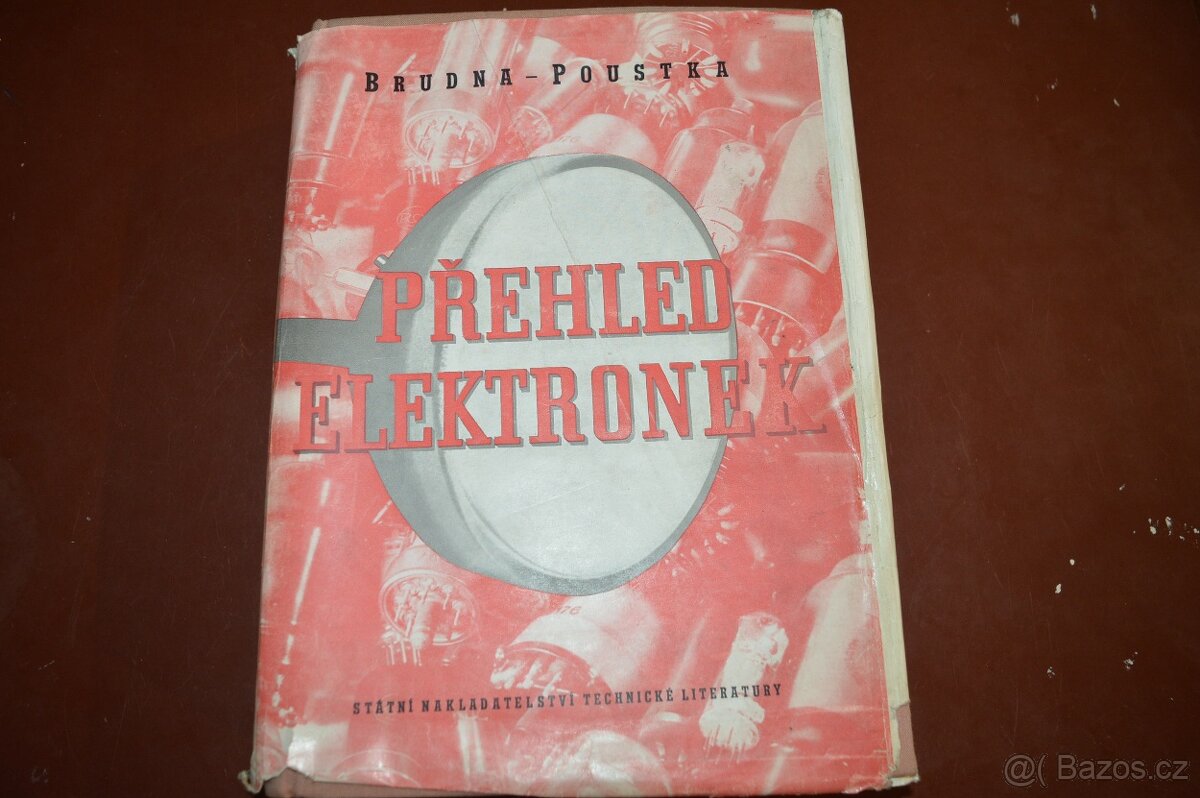 BRUDNA – POUSTKA
PŘEHLED
ELEKTRONEK
STÁTNÍ NAKLADATELSTVÍ TECHNICKÉ LITERATURY
@( Bazos.cz